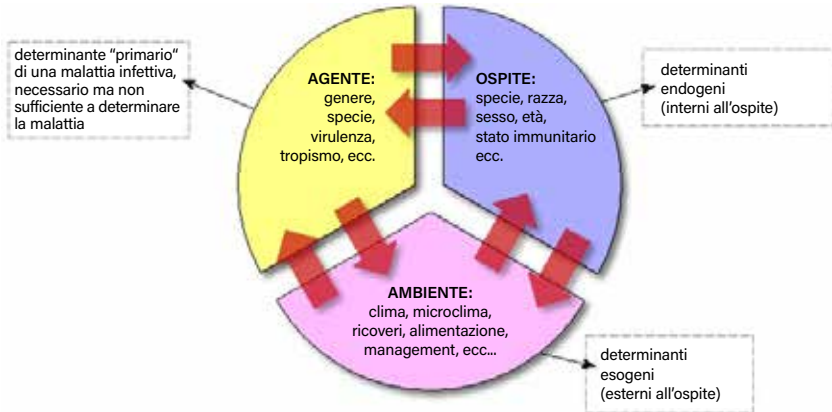 determinante “primario“
di una malattia infettiva,
necessario ma non
sufficiente a determinare
la malattia
AGENTE:
genere,
specie,
virulenza,
tropismo, ecc.
OSPITE:
specie, razza,
sesso, età,
stato immunitario
ecc.
determinanti
endogeni
(interni all'ospite)
AMBIENTE:
clima, microclima,
ricoveri, alimentazione,
management, ecc...
determinanti
esogeni
(esterni all'ospite)